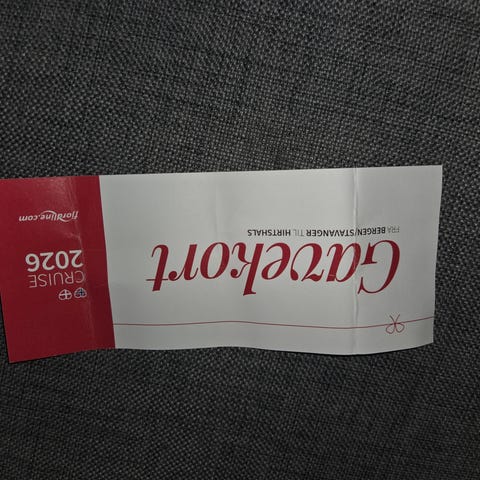 Gavekort
FRA BERGEN/STAVANGER TIL HIRTSHALS
CRUISE
2026
fjordline.com